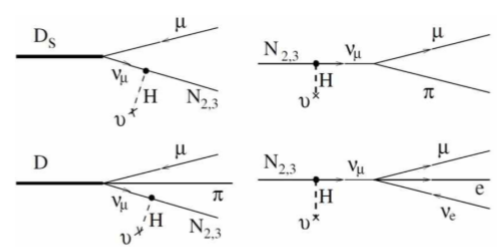 D_S μ ν_μ H υ N_{2,3}
N_{2,3} ν_μ H υ μ π
D μ π ν_μ H υ N_{2,3}
N_{2,3} ν_μ H υ μ e ν_e